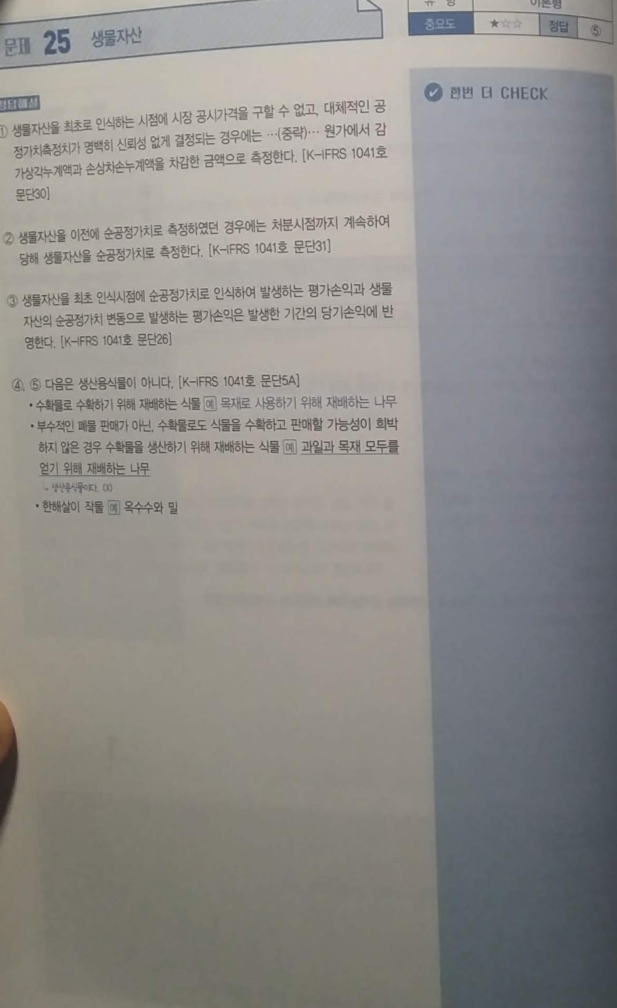 유 형
이론형
문제 25 생물자산
중요도 ★☆☆ 정답 ⑤
정답해설
✔ 한번 더 CHECK
① 생물자산을 최초로 인식하는 시점에 시장 공시가격을 구할 수 없고, 대체적인 공
정가치측정치가 명백히 신뢰성 없게 결정되는 경우에는 …(중략)… 원가에서 감
가상각누계액과 손상차손누계액을 차감한 금액으로 측정한다. [K-IFRS 1041호
문단30]
② 생물자산을 이전에 순공정가치로 측정하였던 경우에는 처분시점까지 계속하여
당해 생물자산을 순공정가치로 측정한다. [K-IFRS 1041호 문단31]
③ 생물자산을 최초 인식시점에 순공정가치로 인식하여 발생하는 평가손익과 생물
자산의 순공정가치 변동으로 발생하는 평가손익은 발생한 기간의 당기손익에 반
영한다. [K-IFRS 1041호 문단26]
④, ⑤ 다음은 생산용식물이 아니다. [K-IFRS 1041호 문단5A]
• 수확물로 수확하기 위해 재배하는 식물 예 목재로 사용하기 위해 재배하는 나무
• 부수적인 폐물 판매가 아닌, 수확물로도 식물을 수확하고 판매할 가능성이 희박
하지 않은 경우 수확물을 생산하기 위해 재배하는 식물 예 과일과 목재 모두를
얻기 위해 재배하는 나무
↳ 생산용식물이다. (X)
• 한해살이 작물 예 옥수수와 밀